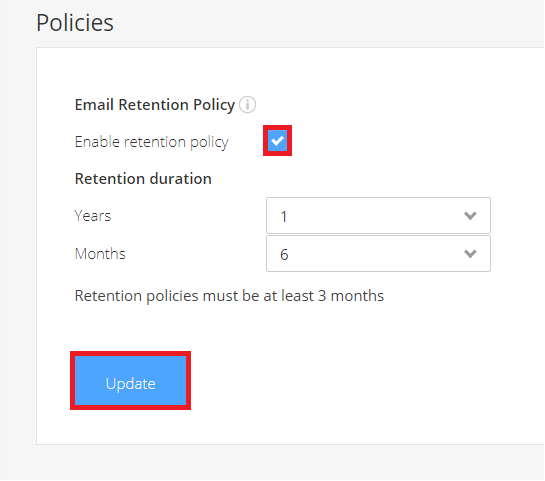 Policies
Email Retention Policy
Enable retention policy
Retention duration
Years 1
Months 6
Retention policies must be at least 3 months
Update